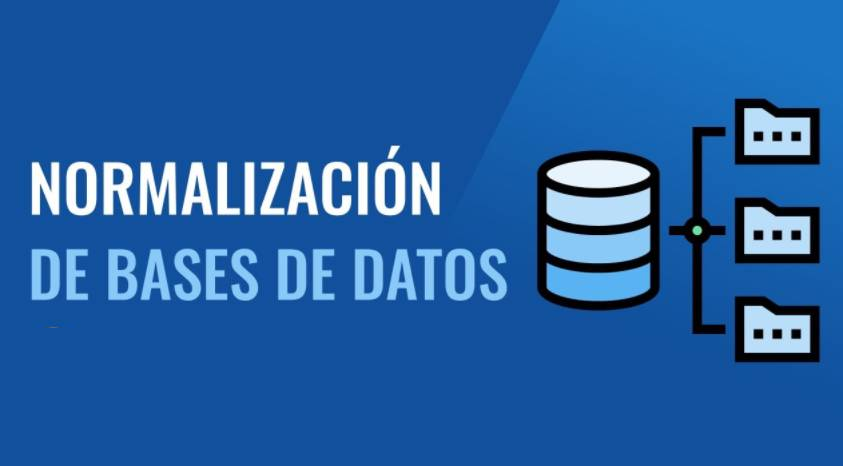 NORMALIZACIÓN
DE BASES DE DATOS